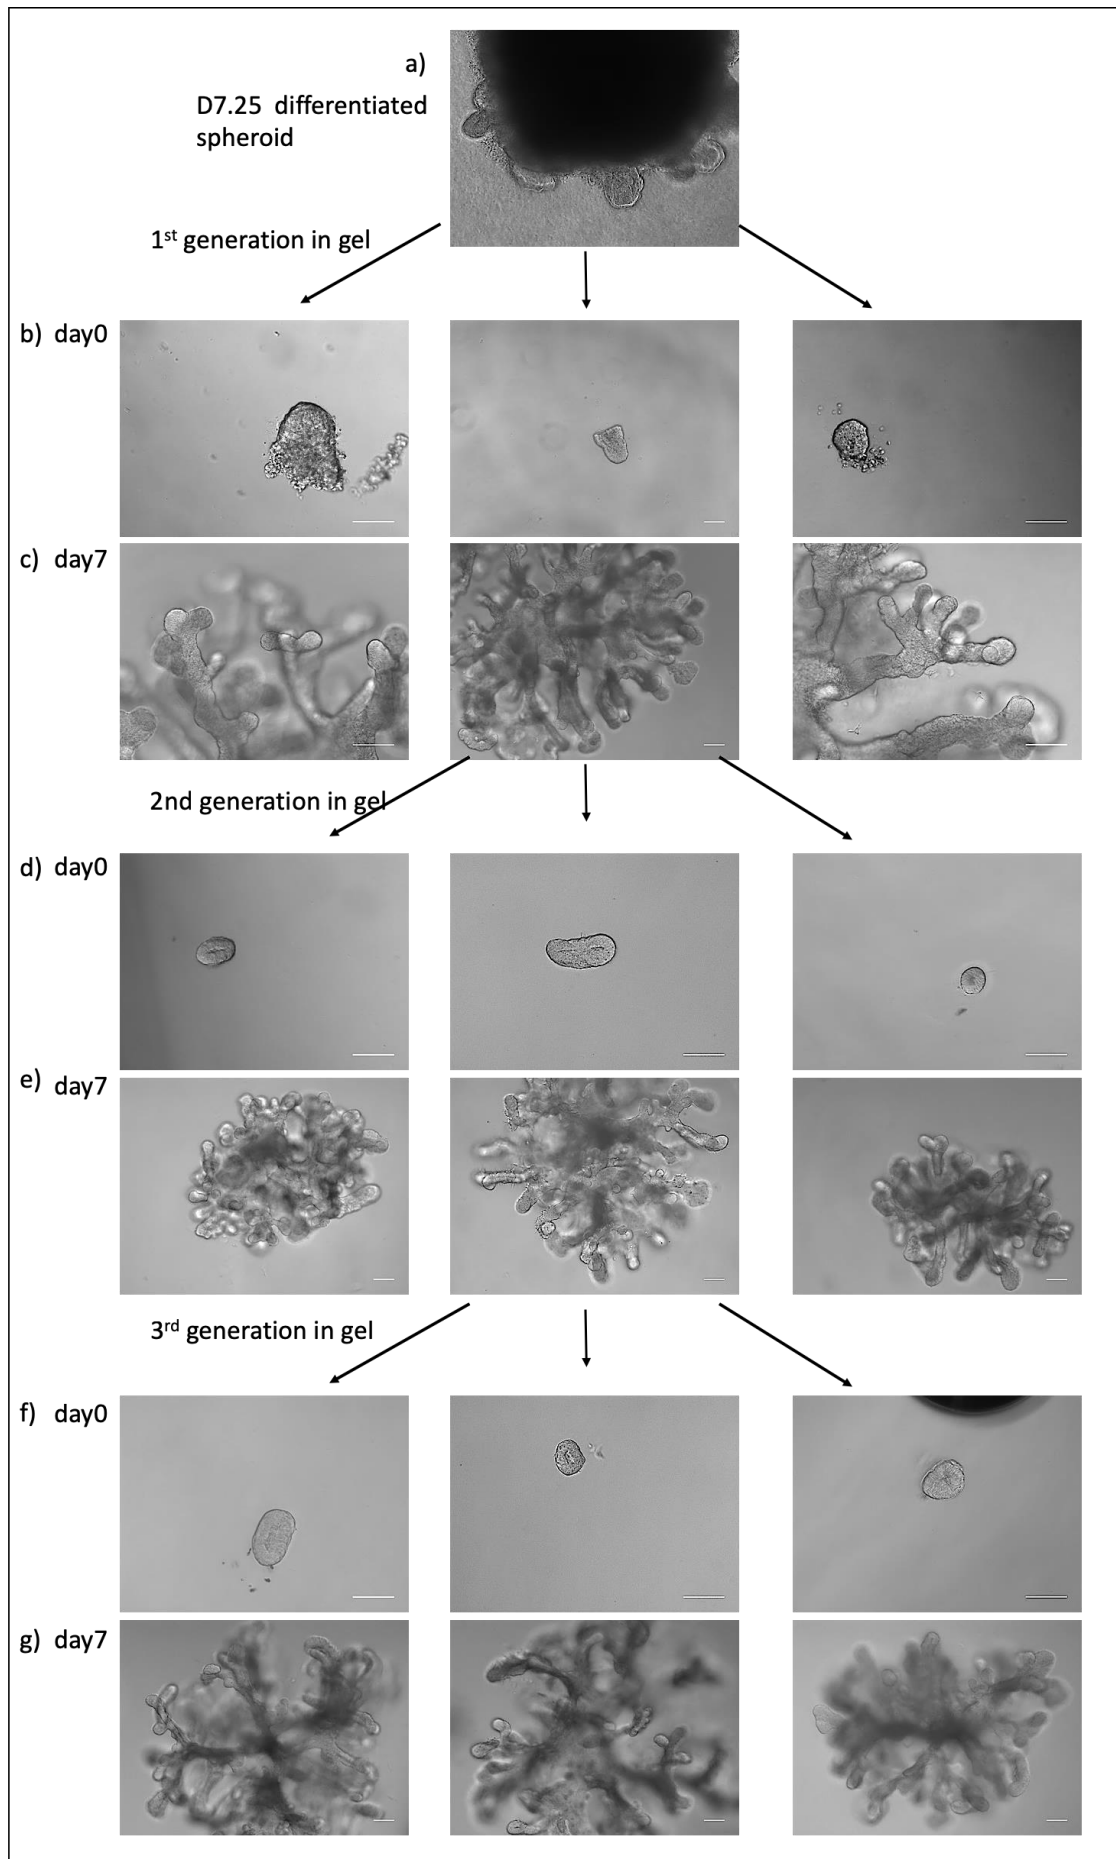 a)
D7.25 differentiated
spheroid
1st generation in gel
b) day0
c) day7
2nd generation in gel
d) day0
e) day7
3rd generation in gel
f) day0
g) day7